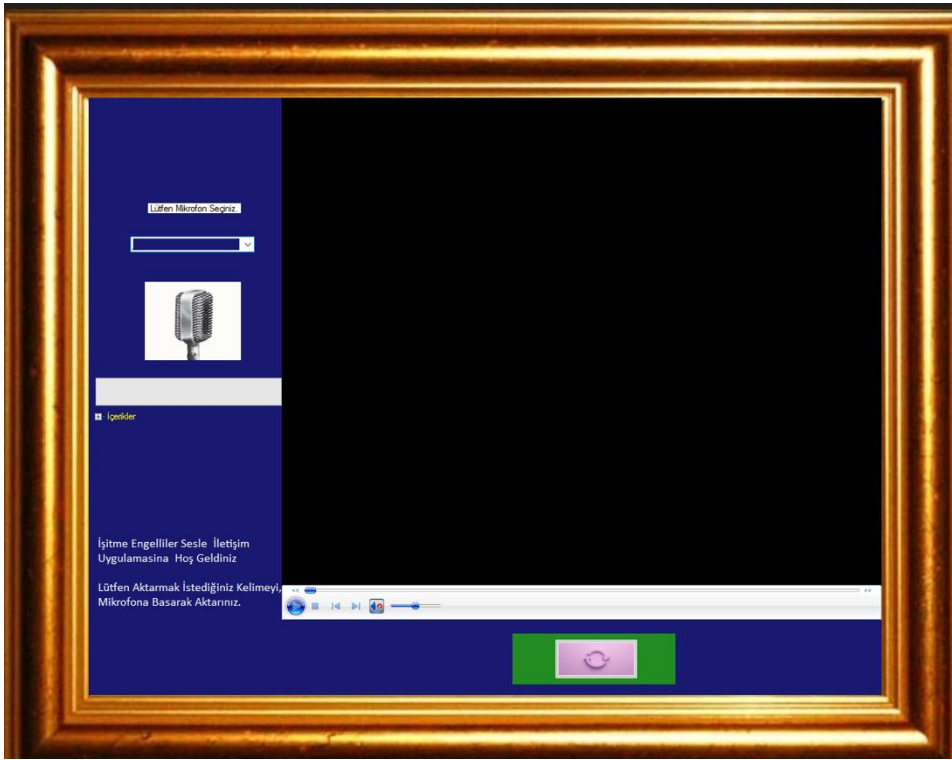 Lütfen Mikrofon Seçiniz.
İçerikler
İşitme Engelliler Sesle İletişim
Uygulamasina Hoş Geldiniz
Lütfen Aktarmak İstediğiniz Kelimeyi,
Mikrofona Basarak Aktarınız.